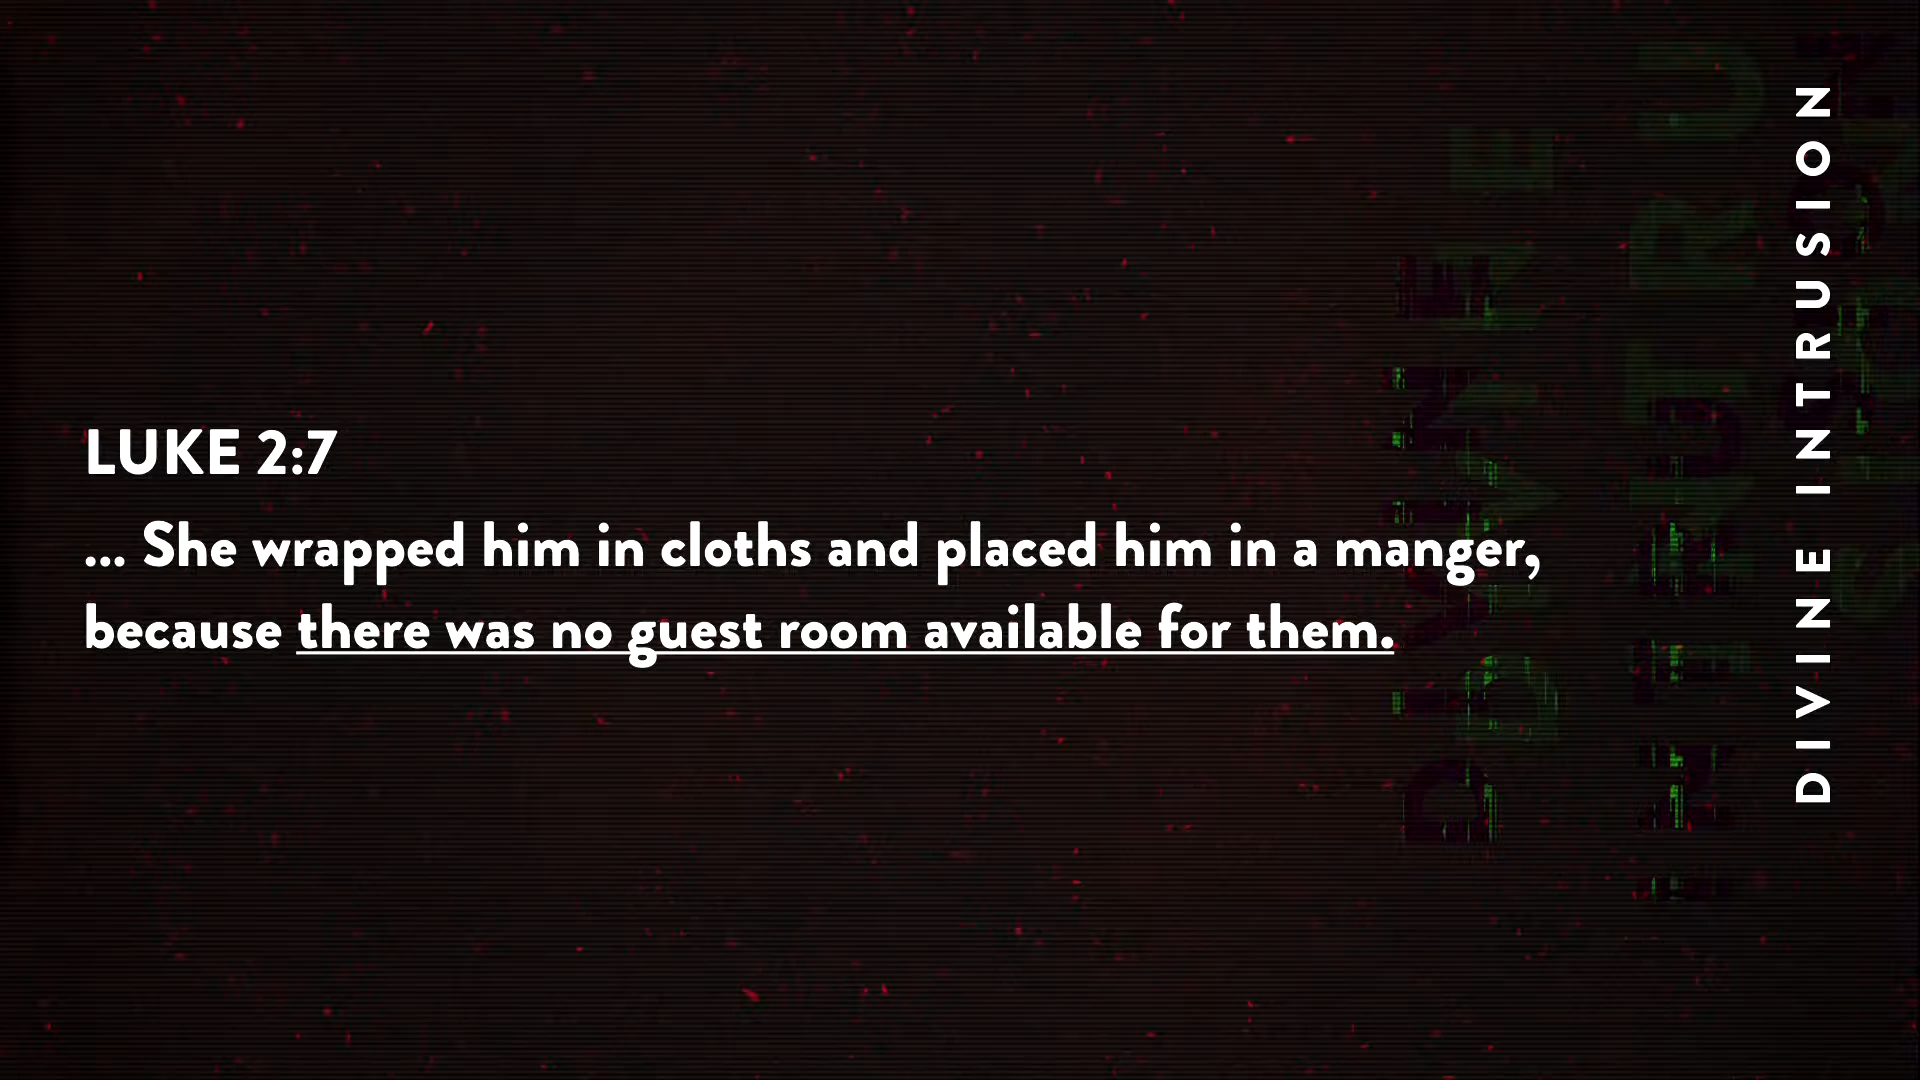 LUKE 2:7
... She wrapped him in cloths and placed him in a manger,
because there was no guest room available for them.
DIVINE INTRUSION